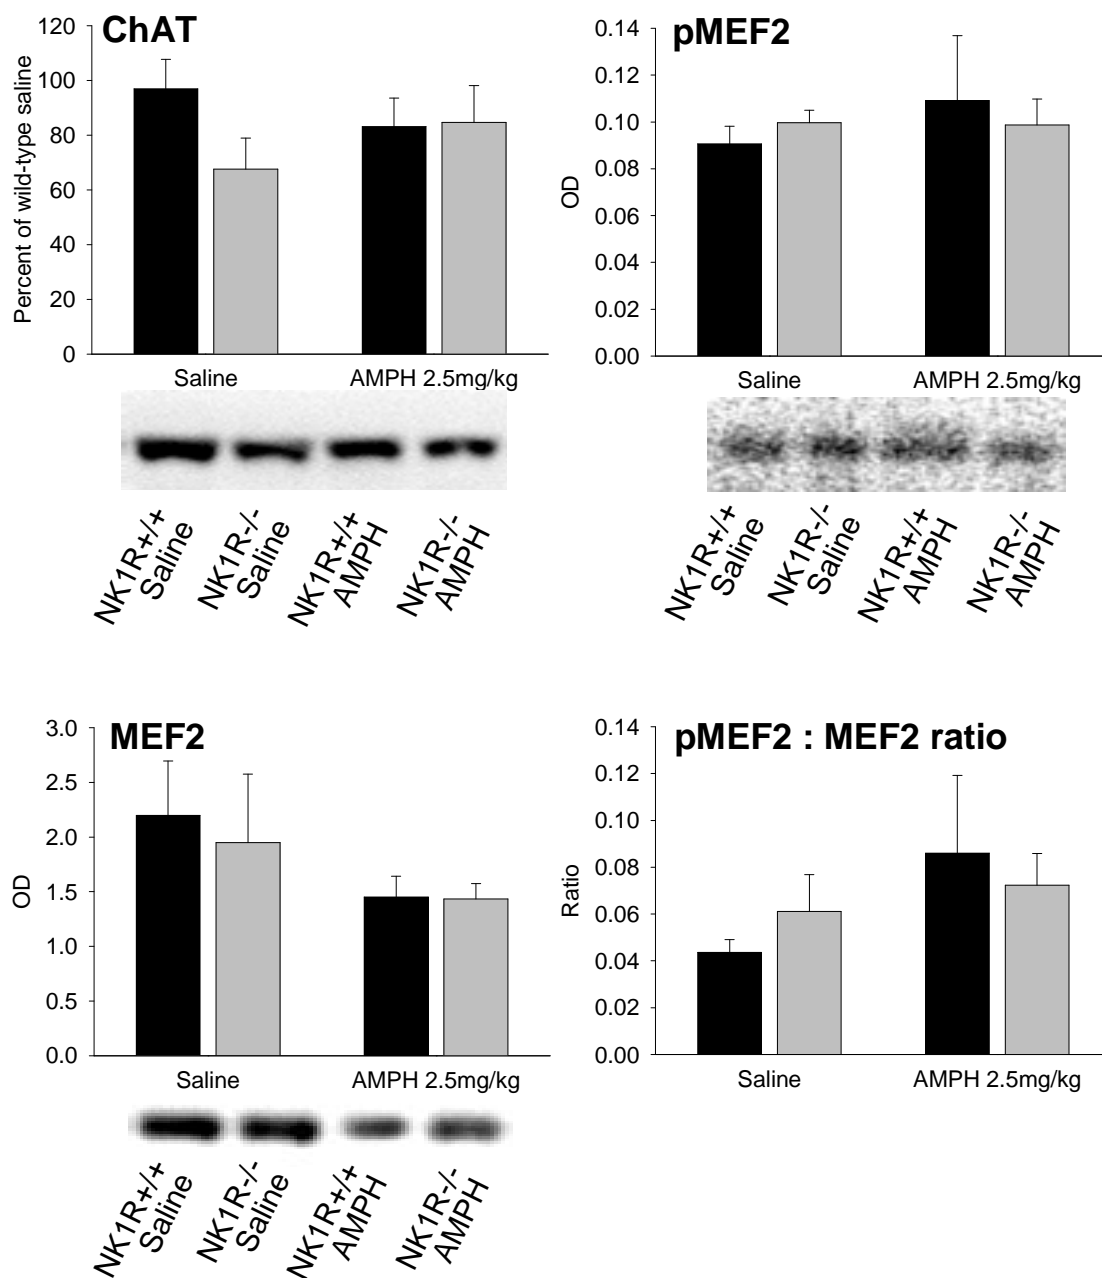 ChAT
Percent of wild-type saline
120
100
80
60
40
20
0
Saline
AMPH 2.5mg/kg
NK1R+/+
Saline
NK1R-/-
Saline
NK1R+/+
AMPH
NK1R-/-
AMPH
pMEF2
OD
0.14
0.12
0.10
0.08
0.06
0.04
0.02
0.00
Saline
AMPH 2.5mg/kg
NK1R+/+
Saline
NK1R-/-
Saline
NK1R+/+
AMPH
NK1R-/-
AMPH
MEF2
OD
3.0
2.5
2.0
1.5
1.0
0.5
0.0
Saline
AMPH 2.5mg/kg
NK1R+/+
Saline
NK1R-/-
Saline
NK1R+/+
AMPH
NK1R-/-
AMPH
pMEF2 : MEF2 ratio
Ratio
0.14
0.12
0.10
0.08
0.06
0.04
0.02
0.00
Saline
AMPH 2.5mg/kg